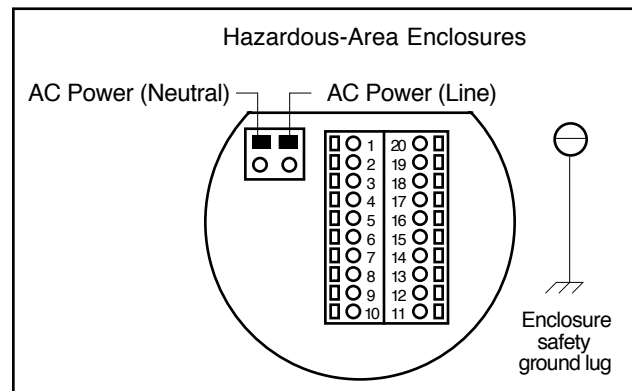 Hazardous-Area Enclosures
AC Power (Neutral) AC Power (Line)
1 20
2 19
3 18
4 17
5 16
6 15
7 14
8 13
9 12
10 11
Enclosure
safety
ground lug